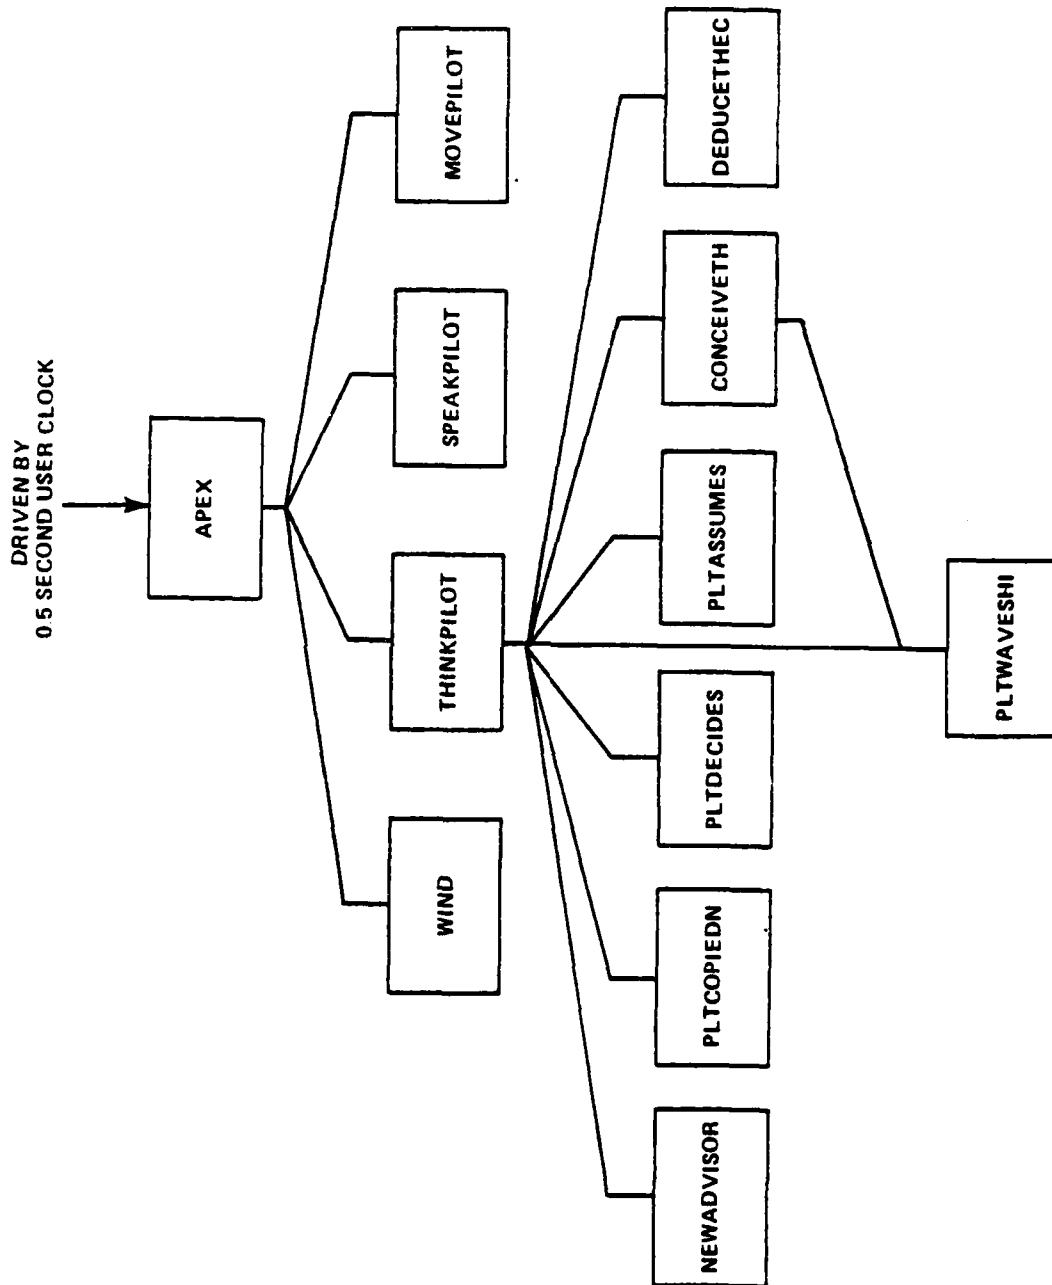 DRIVEN BY
0.5 SECOND USER CLOCK
APEX
WIND
THINKPILOT
SPEAKPILOT
MOVEPILOT
NEWADVISOR
PLTCOPIEDN
PLTDECIDES
PLTASSUMES
CONCEIVETH
DEDUCETHEC
PLTWAVESHI